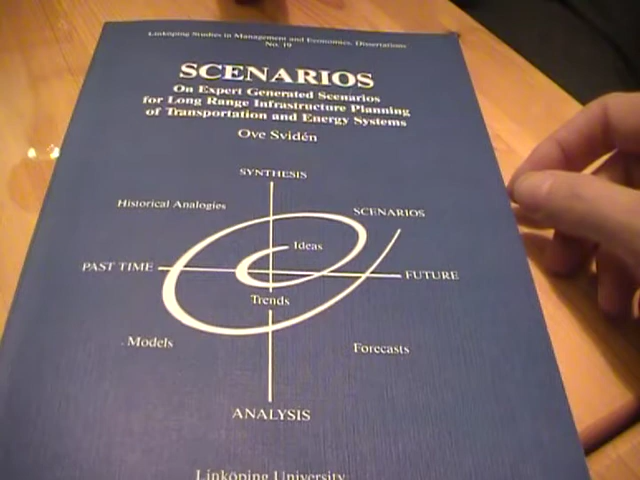 Linköping Studies in Management and Economics, Dissertations
No. 19
SCENARIOS
On Expert Generated Scenarios
for Long Range Infrastructure Planning
of Transportation and Energy Systems
Ove Svidén
SYNTHESIS
Historical Analogies
SCENARIOS
Ideas
PAST TIME
FUTURE
Trends
Models
Forecasts
ANALYSIS
Linköping University